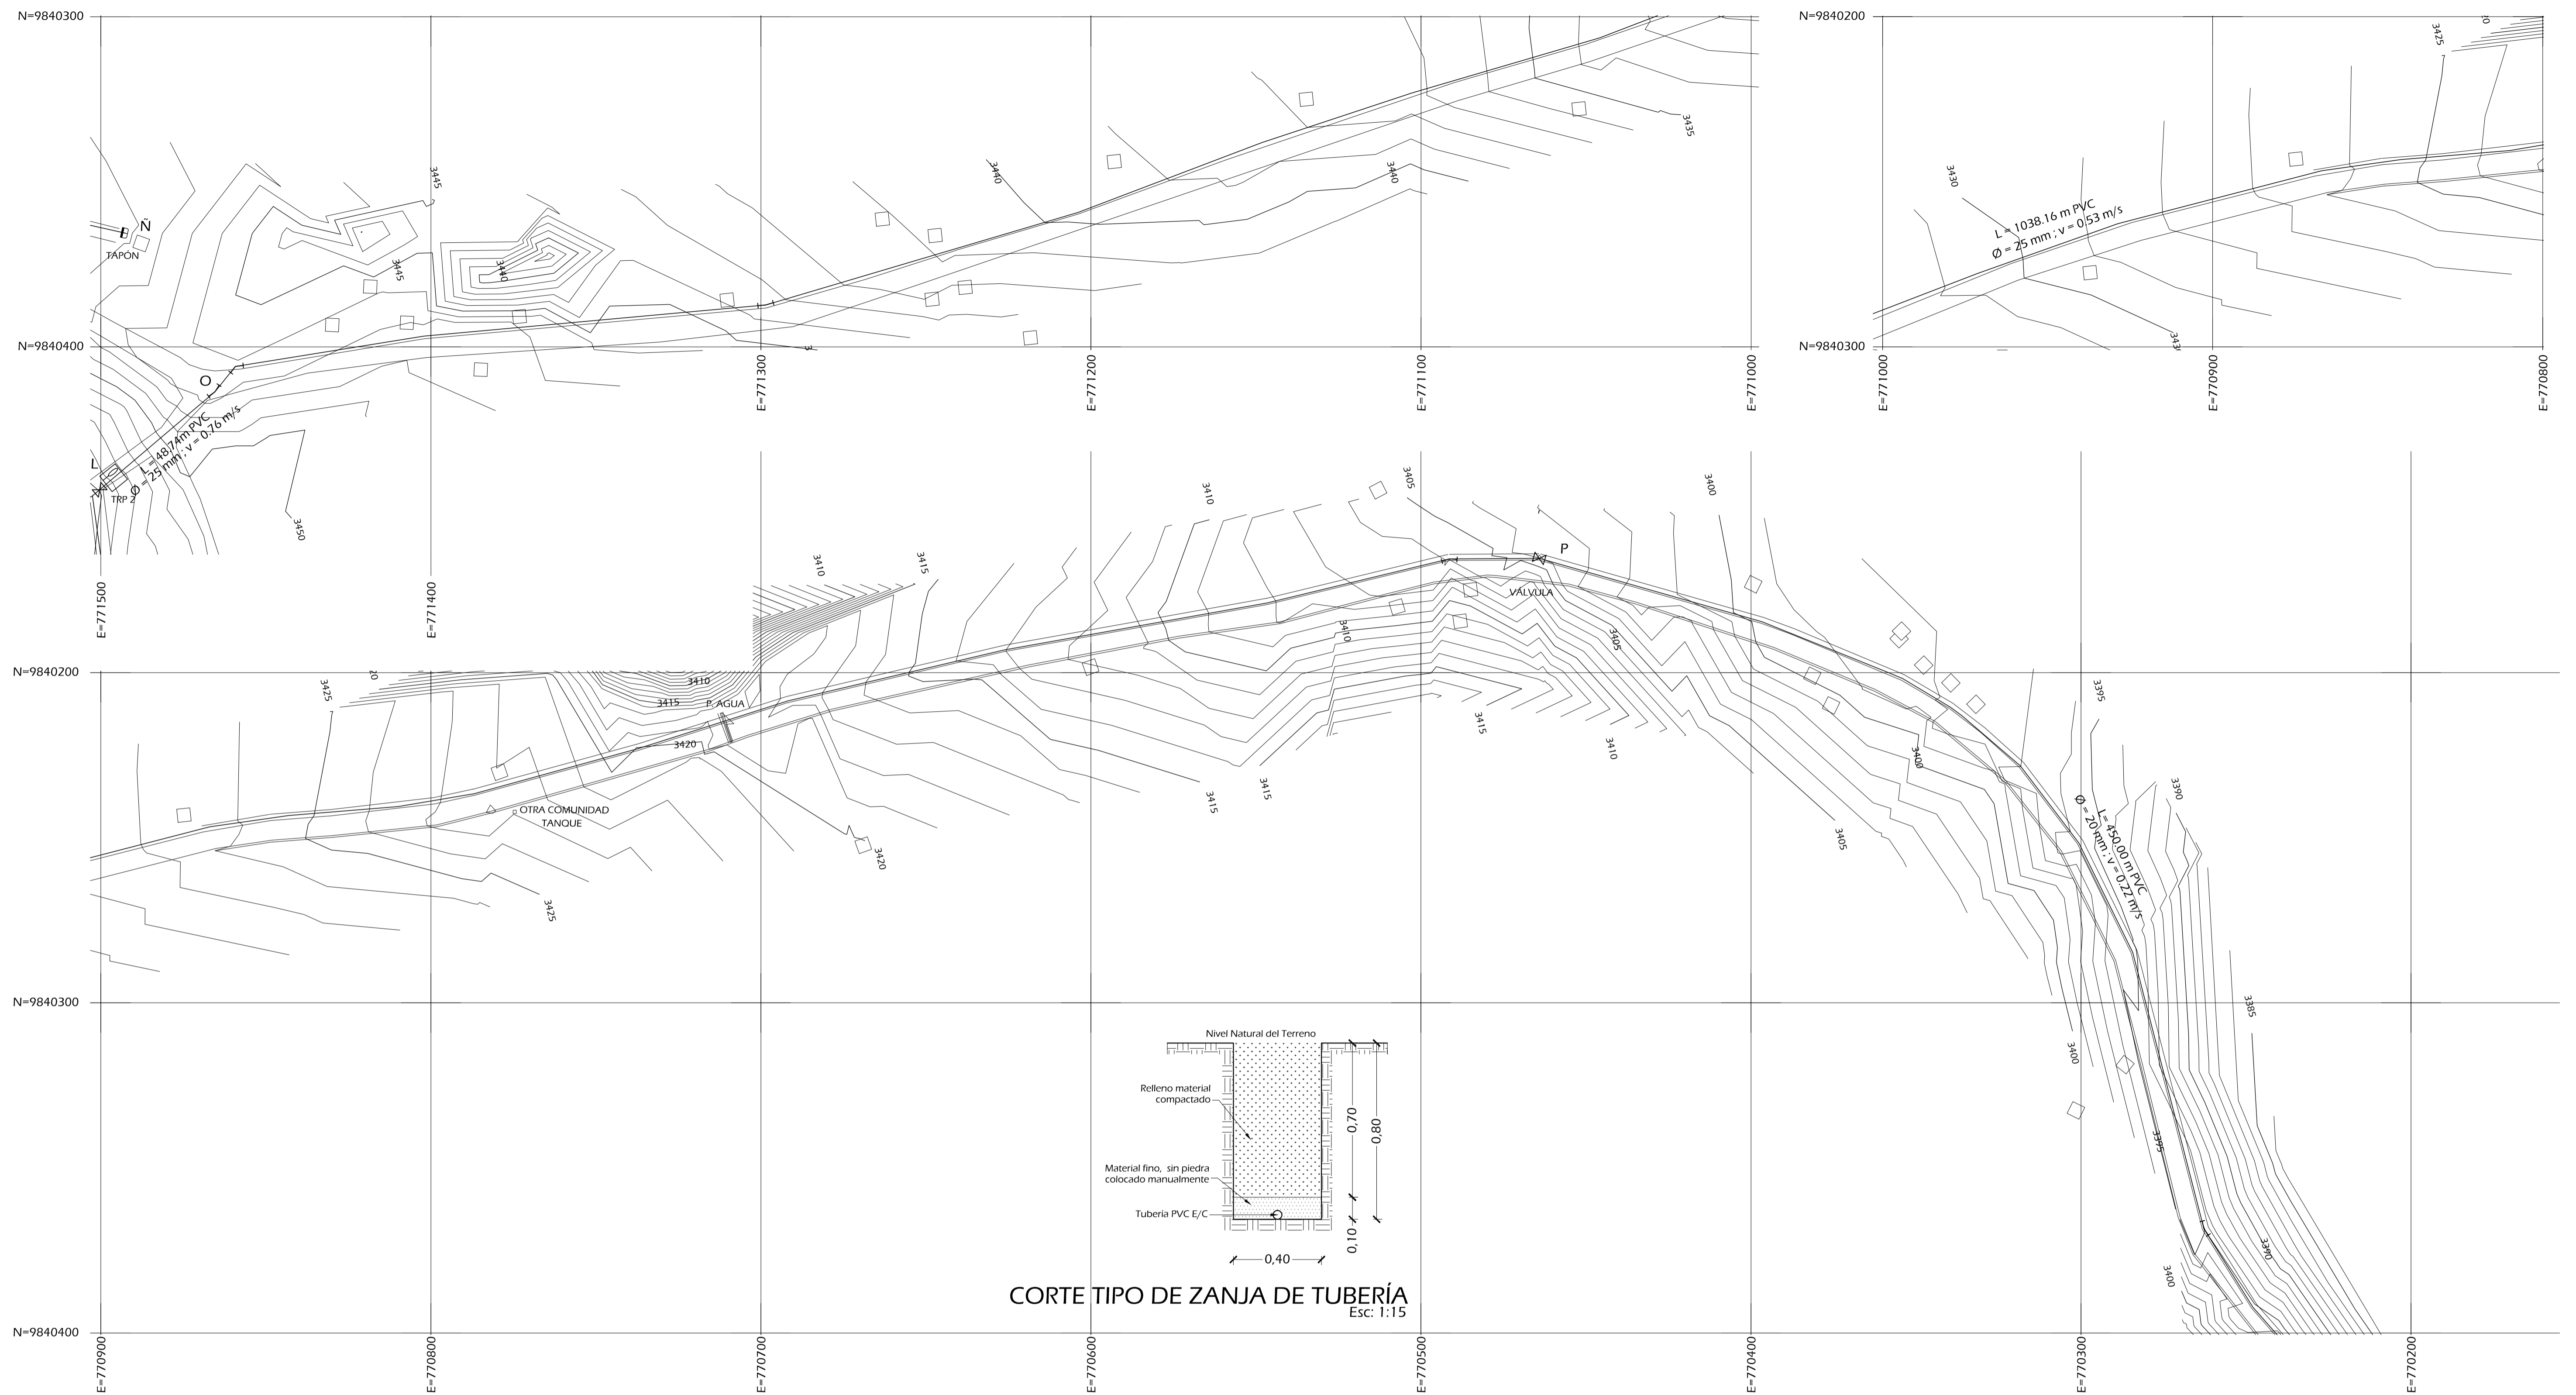 N=9840300
N=9840200
Ñ
TAPÓN
3445
3445
3440
3440
3440
3435
3
O
L = 48.74m PVC
Ø = 25 mm ; v = 0.76 m/s
L
TRP 2
3450
N=9840400
E=771500
E=771400
E=771300
E=771200
E=771100
E=771000
3430
L = 1038.16 m PVC
Ø = 25 mm ; v = 0.53 m/s
3425
20
343
N=9840300
E=771000
E=770900
E=770800
3410
3415
3410
3405
P
VÁLVULA
3400
3410
3405
N=9840200
3425
20
3410
3415
P. AGUA
3420
OTRA COMUNIDAD
TANQUE
3420
3425
3415
3415
3415
3410
3405
3400
3395
3390
L = 450.00 m PVC
Ø = 20 mm ; v = 0.22 m/s
3385
3400
3395
3390
3400
N=9840300
Nivel Natural del Terreno
Relleno material
compactado
Material fino, sin piedra
colocado manualmente
Tubería PVC E/C
0,70
0,80
0,10
0,40
CORTE TIPO DE ZANJA DE TUBERÍA
Esc: 1:15
N=9840400
E=770900
E=770800
E=770700
E=770600
E=770500
E=770400
E=770300
E=770200